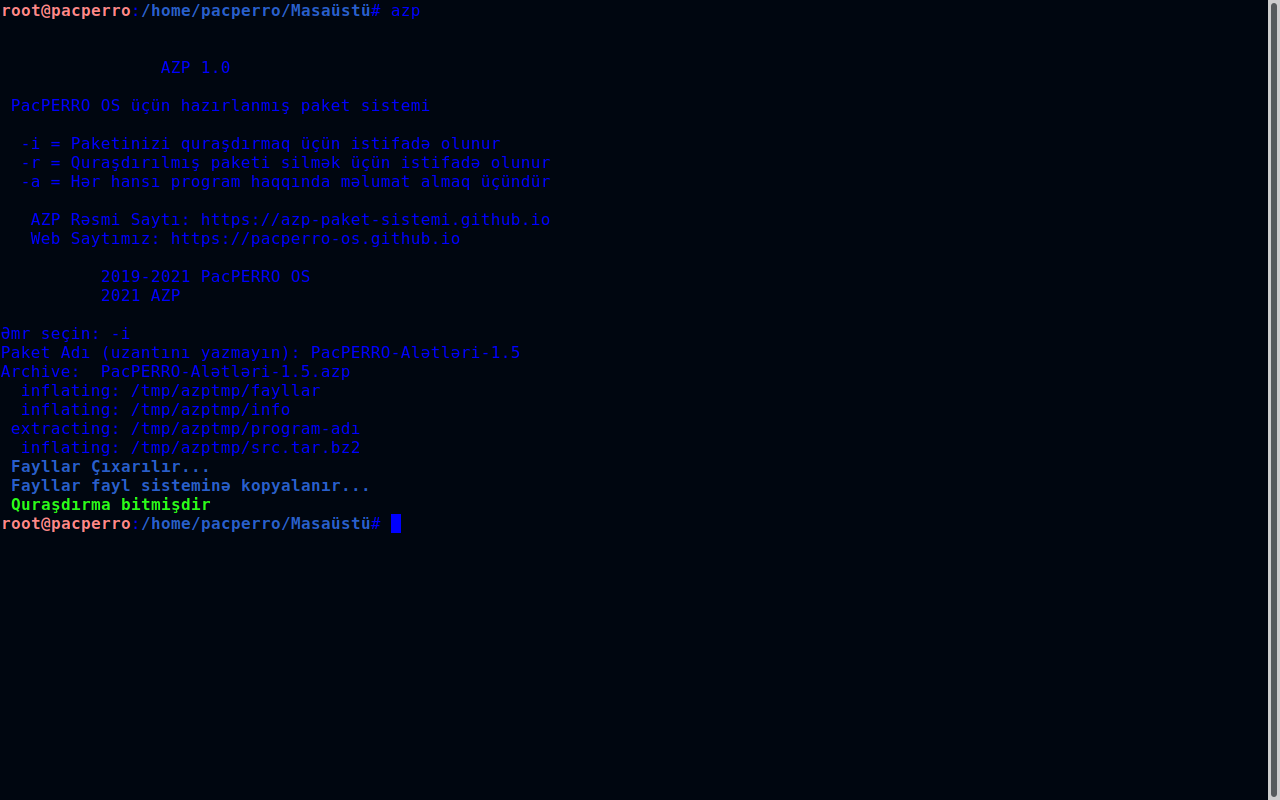 root@pacperro:/home/pacperro/Masaüstü# azp
AZP 1.0
PacPERRO OS üçün hazırlanmış paket sistemi
-i = Paketinizi quraşdırmaq üçün istifadə olunur
-r = Quraşdırılmış paketi silmək üçün istifadə olunur
-a = Hər hansı program haqqında məlumat almaq üçündür
AZP Rəsmi Saytı: https://azp-paket-sistemi.github.io
Web Saytımız: https://pacperro-os.github.io
2019-2021 PacPERRO OS
2021 AZP
Əmr seçin: -i
Paket Adı (uzantını yazmayın): PacPERRO-Alətləri-1.5
Archive:  PacPERRO-Alətləri-1.5.azp
inflating: /tmp/azptmp/fayllar
inflating: /tmp/azptmp/info
extracting: /tmp/azptmp/program-adı
inflating: /tmp/azptmp/src.tar.bz2
Fayllar Çıxarılır...
Fayllar fayl sisteminə kopyalanır...
Quraşdırma bitmişdir
root@pacperro:/home/pacperro/Masaüstü#